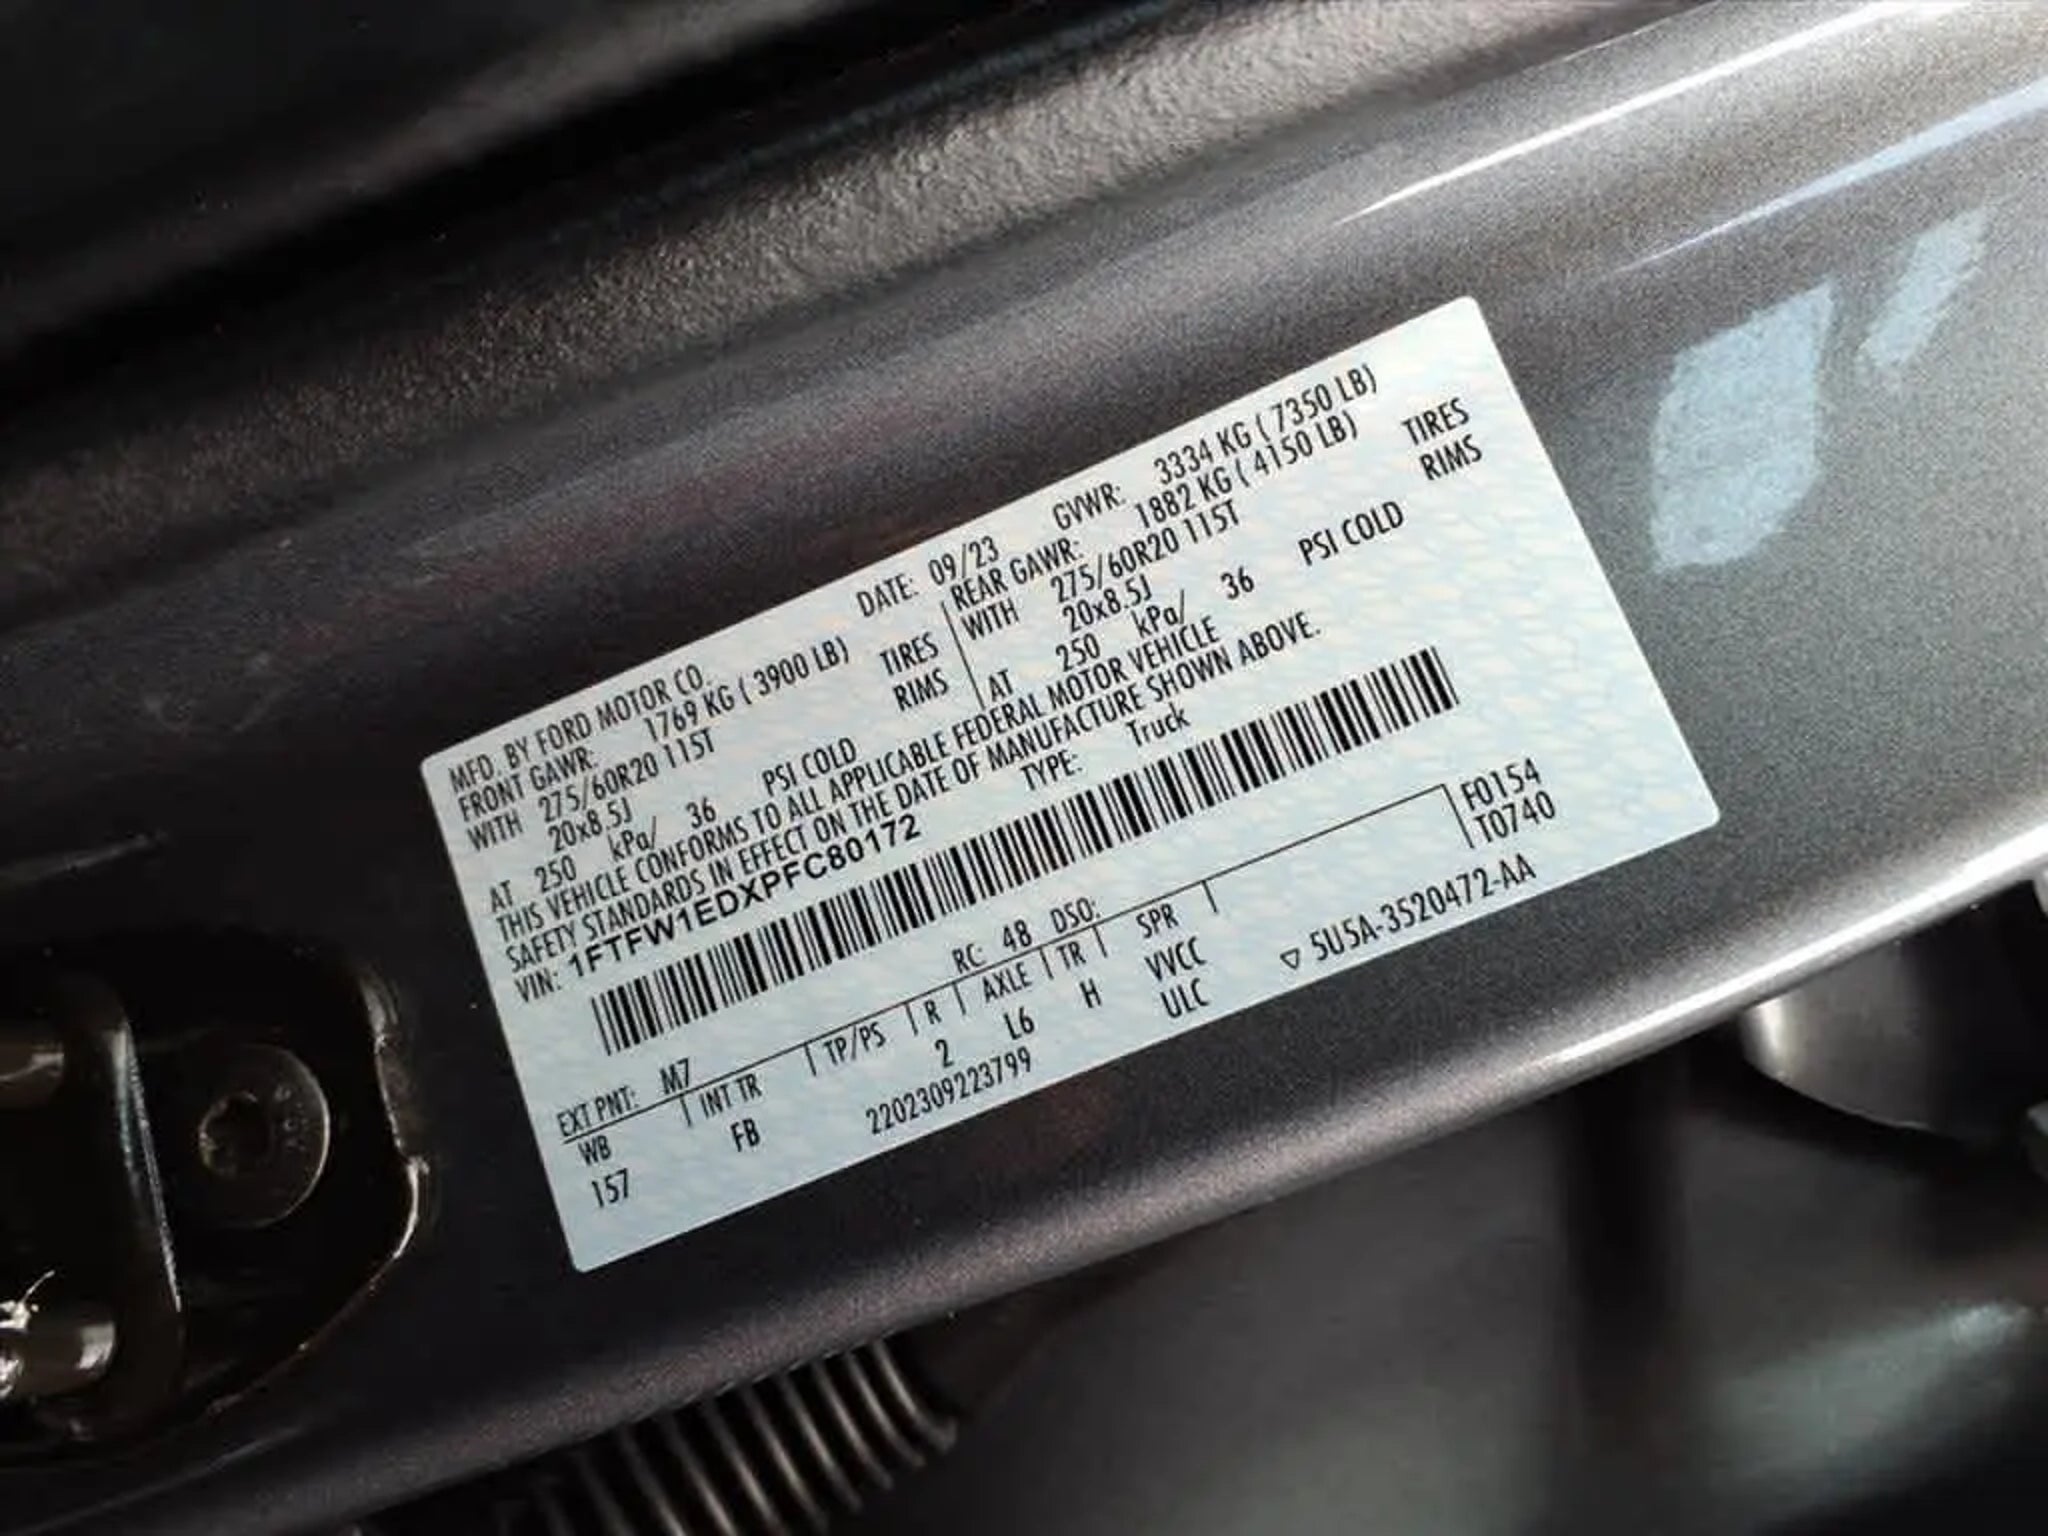 MFD. BY FORD MOTOR CO. DATE: 09/23 GVWR: 3334 KG ( 7350 LB)
FRONT GAWR: 1769 KG ( 3900 LB) REAR GAWR: 1882 KG ( 4150 LB)
WITH 275/60R20 115T TIRES WITH 275/60R20 115T TIRES
20x8.5J RIMS 20x8.5J RIMS
AT 250 kPa/ 36 PSI COLD AT 250 kPa/ 36 PSI COLD
THIS VEHICLE CONFORMS TO ALL APPLICABLE FEDERAL MOTOR VEHICLE
SAFETY STANDARDS IN EFFECT ON THE DATE OF MANUFACTURE SHOWN ABOVE.
VIN: 1FTFW1EDXPFC80172 TYPE: Truck
EXT PNT: M7 RC: 48 DSO: F0154
WB INT TR TP/PS R AXLE TR SPR T0740
157 FB 2 L6 H VVCC
ULC
2202309223799 ▽ 5U5A-3520472-AA